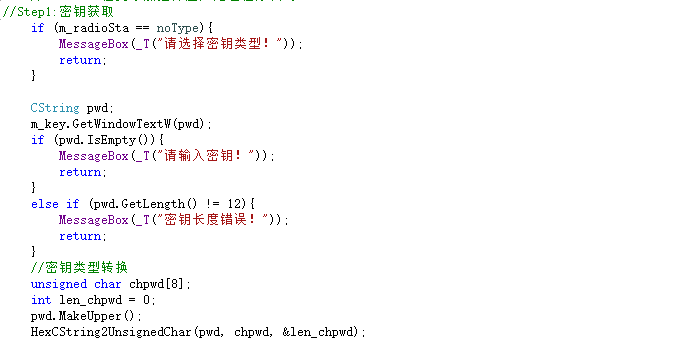 //Step1:密钥获取
if (m_radioSta == noType){
MessageBox(_T("请选择密钥类型！"));
return;
}
CString pwd;
m_key.GetWindowTextW(pwd);
if (pwd.IsEmpty()){
MessageBox(_T("请输入密钥！"));
return;
}
else if (pwd.GetLength() != 12){
MessageBox(_T("密钥长度错误！"));
return;
}
//密钥类型转换
unsigned char chpwd[8];
int len_chpwd = 0;
pwd.MakeUpper();
HexCString2UnsignedChar(pwd, chpwd, &len_chpwd);